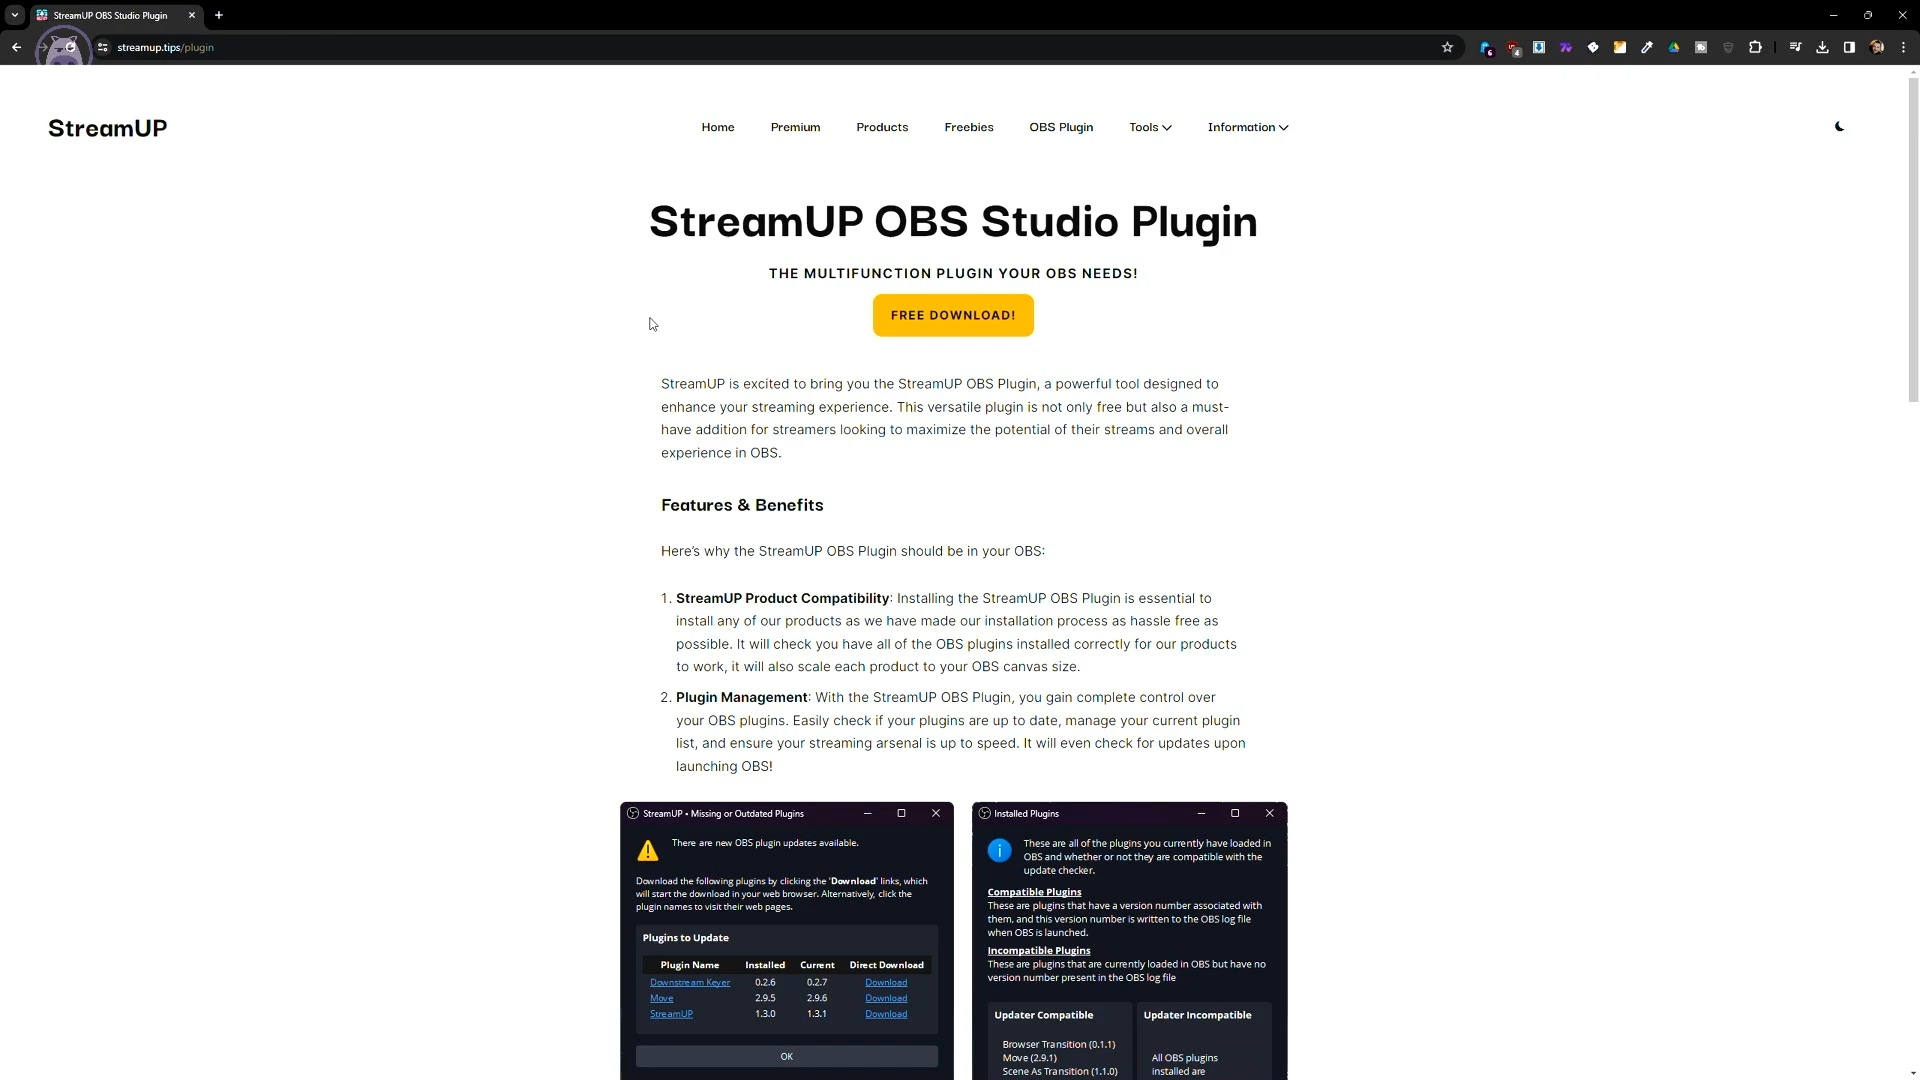 StreamUP OBS Studio Plugin
streamup.tips/plugin
6
4
StreamUP
Home
Premium
Products
Freebies
OBS Plugin
Tools
Information
StreamUP OBS Studio Plugin
THE MULTIFUNCTION PLUGIN YOUR OBS NEEDS!
FREE DOWNLOAD!
StreamUP is excited to bring you the StreamUP OBS Plugin, a powerful tool designed to
enhance your streaming experience. This versatile plugin is not only free but also a must-
have addition for streamers looking to maximize the potential of their streams and overall
experience in OBS.
Features & Benefits
Here's why the StreamUP OBS Plugin should be in your OBS:
1. StreamUP Product Compatibility: Installing the StreamUP OBS Plugin is essential to
install any of our products as we have made our installation process as hassle free as
possible. It will check you have all of the OBS plugins installed correctly for our products
to work, it will also scale each product to your OBS canvas size.
2. Plugin Management: With the StreamUP OBS Plugin, you gain complete control over
your OBS plugins. Easily check if your plugins are up to date, manage your current plugin
list, and ensure your streaming arsenal is up to speed. It will even check for updates upon
launching OBS!
StreamUP • Missing or Outdated Plugins
There are new OBS plugin updates available.
Download the following plugins by clicking the 'Download' links, which
will start the download in your web browser. Alternatively, click the
plugin names to visit their web pages.
Plugins to Update
Plugin Name Installed Current Direct Download
Downstream Keyer 0.2.6 0.2.7 Download
Move 2.9.5 2.9.6 Download
StreamUP 1.3.0 1.3.1 Download
OK
Installed Plugins
These are all of the plugins you currently have loaded in
OBS and whether or not they are compatible with the
update checker.
Compatible Plugins
These are plugins that have a version number associated with
them, and this version number is written to the OBS log file
when OBS is launched.
Incompatible Plugins
These are plugins that are currently loaded in OBS but have no
version number present in the OBS log file
Updater Compatible
Browser Transition (0.1.1)
Move (2.9.1)
Scene As Transition (1.1.0)
Updater Incompatible
All OBS plugins
installed are